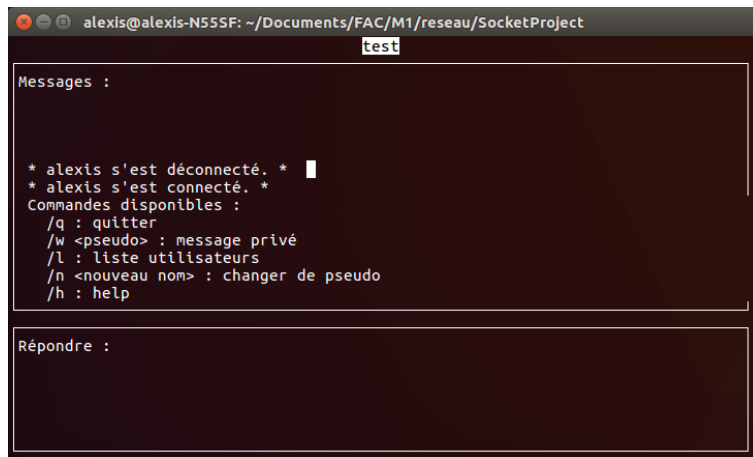 alexis@alexis-N55SF: ~/Documents/FAC/M1/reseau/SocketProject
test
Messages :
* alexis s'est déconnecté. *
* alexis s'est connecté. *
Commandes disponibles :
/q : quitter
/w <pseudo> : message privé
/l : liste utilisateurs
/n <nouveau nom> : changer de pseudo
/h : help
Répondre :